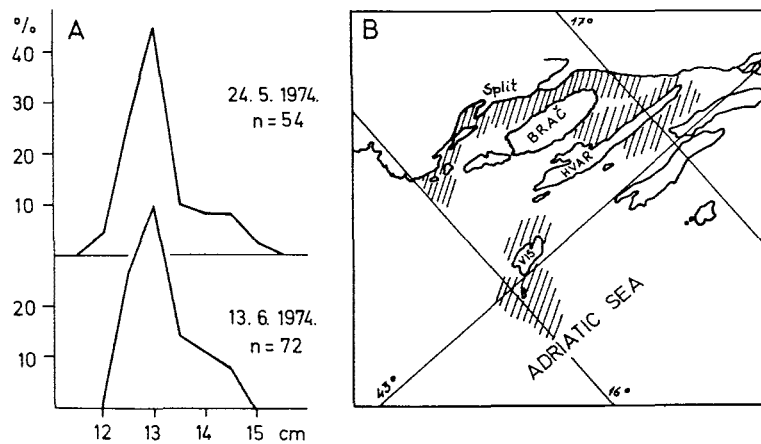 %
A
40
30
20
10
24. 5. 1974.
n = 54
20
10
13. 6. 1974.
n = 72
12 13 14 15 cm
B
17°
Split
BRAČ
HVAR
VIS
ADRIATIC SEA
43°
16°